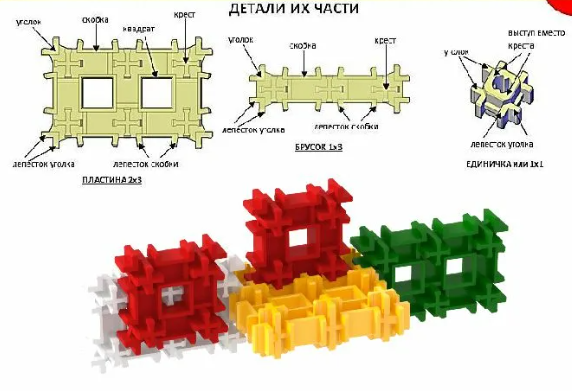 ДЕТАЛИ ИХ ЧАСТИ
уголок
скобка
квадрат
крест
лепесток уголка
лепесток скобки
ПЛАСТИНА 2х3
уголок
скобка
крест
лепесток уголка
лепесток скобки
БРУСОК 1х3
уголок
выступ вместо
креста
лепесток уголка
ЕДИНИЧКА или 1х1